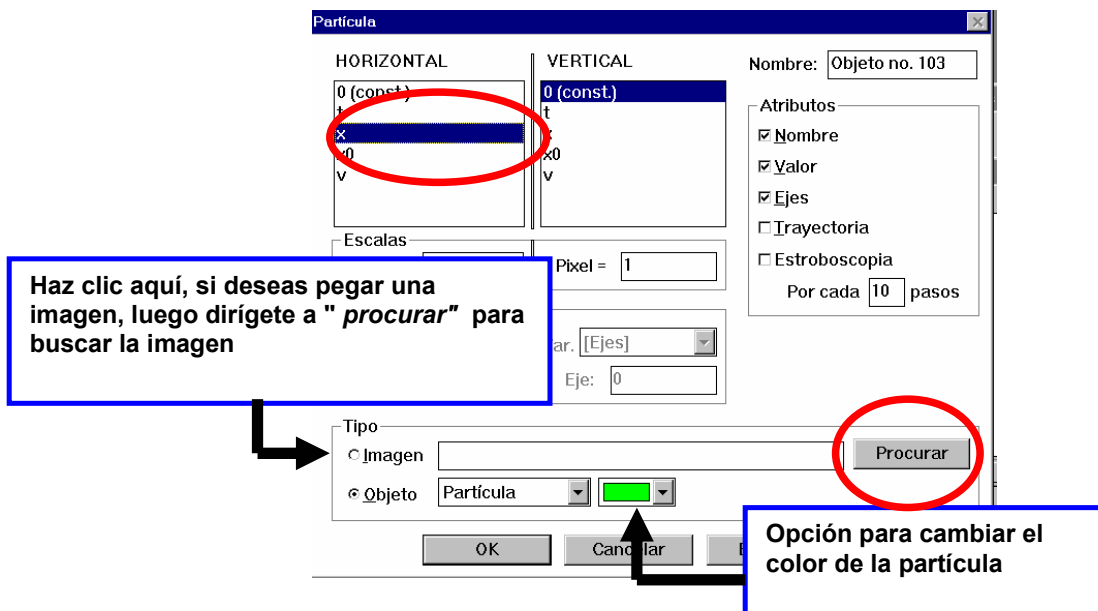 Partícula
HORIZONTAL
VERTICAL
Nombre: Objeto no. 103
0 (const.)
t
x
x0
v
0 (const.)
t
x
x0
v
Atributos
Nombre
Valor
Ejes
Trayectoria
Estroboscopia
Por cada 10 pasos
Escalas
Pixel = 1
Haz clic aquí, si deseas pegar una
imagen, luego dirígete a " procurar" para
buscar la imagen
[Ejes]
Eje: 0
Tipo
Imagen
Procurar
Objeto Partícula
OK
Cancelar
Opción para cambiar el
color de la partícula